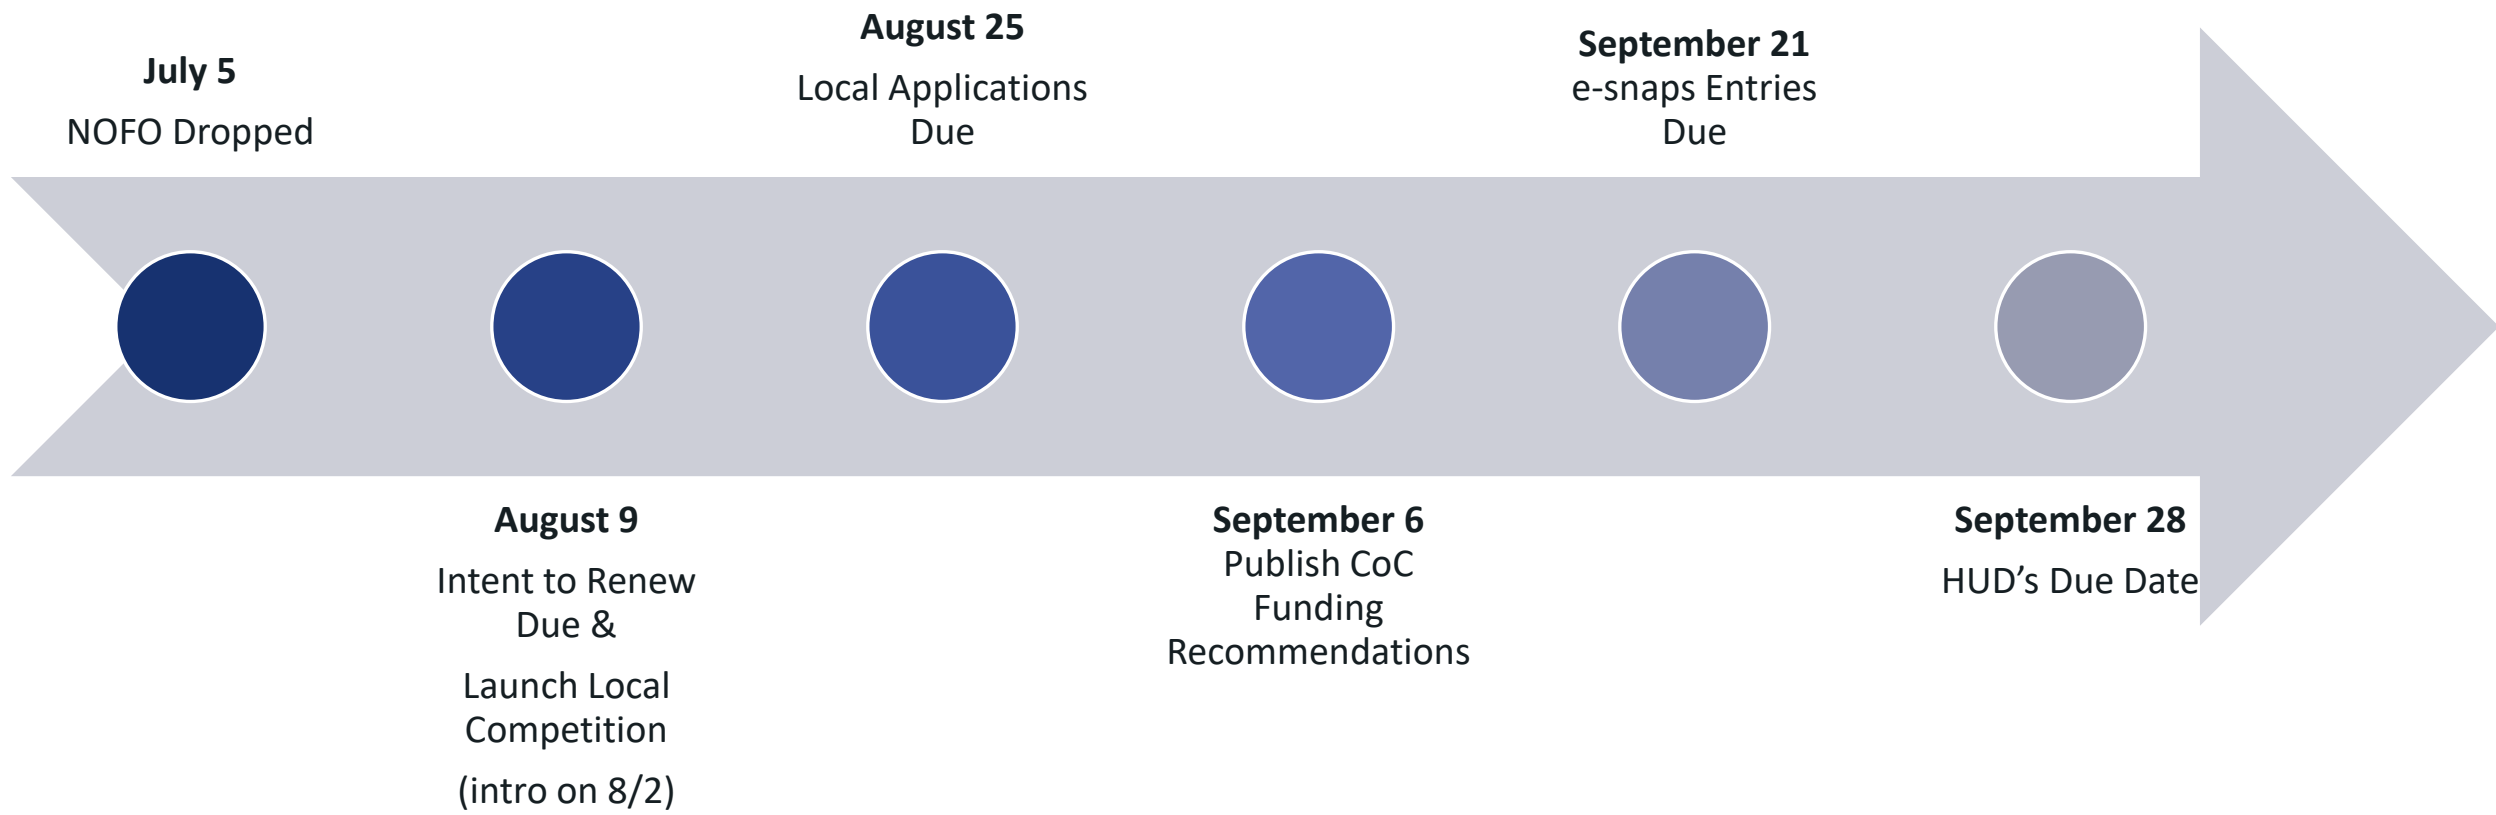 July 5
NOFO Dropped
August 9
Intent to Renew
Due &
Launch Local
Competition
(intro on 8/2)
August 25
Local Applications
Due
September 6
Publish CoC
Funding
Recommendations
September 21
e-snaps Entries
Due
September 28
HUD’s Due Date